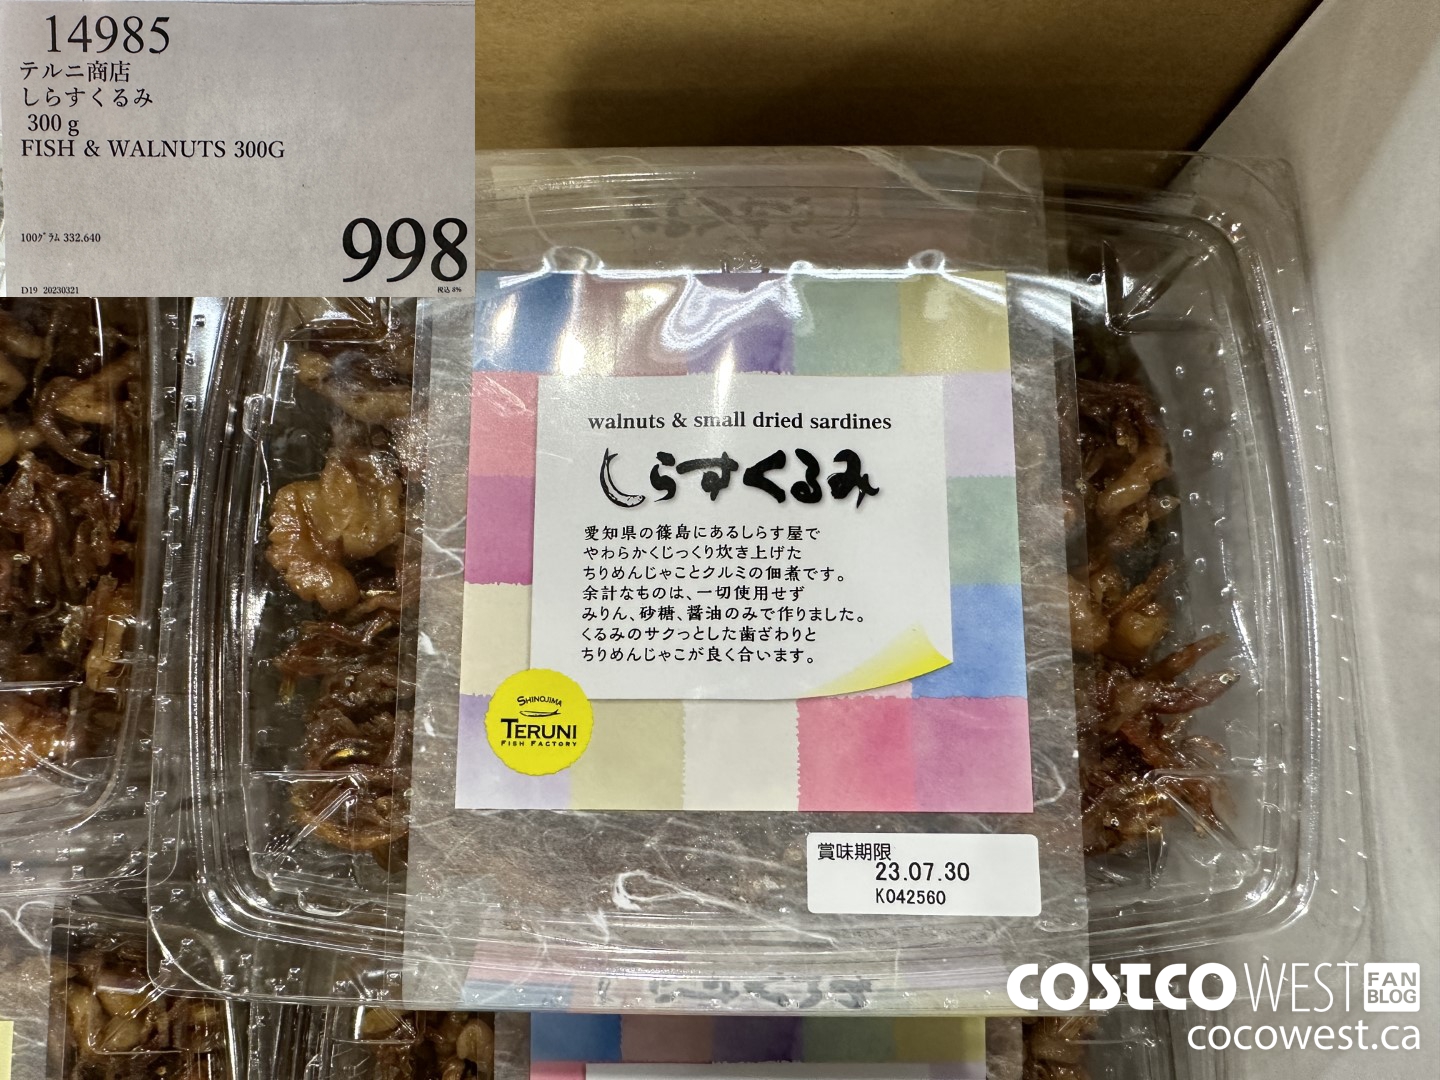 14985
テルニ商店
しらすくるみ
300 g
FISH & WALNUTS 300G
100グラム 332.640
998
D19 20230321
税込 8%
walnuts & small dried sardines
しらすくるみ
愛知県の篠島にあるしらす屋で
やわらかくじっくり炊き上げた
ちりめんじゃことクルミの佃煮です。
余計なものは、一切使用せず
みりん、砂糖、醤油のみで作りました。
くるみのサクっとした歯ざわりと
ちりめんじゃこが良く合います。
SHINOJIMA
TERUNI
FISH FACTORY
賞味期限
23.07.30
K042560
COSTCO WEST FAN BLOG
cocowest.ca